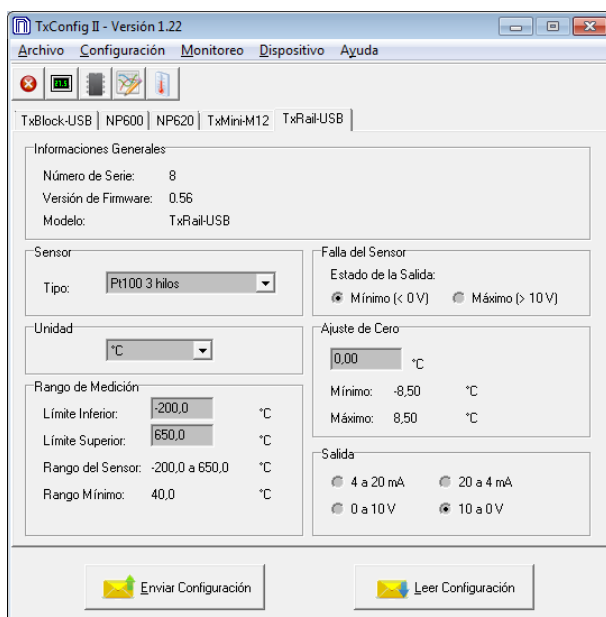 TxConfig II - Versión 1.22
Archivo Configuración Monitoreo Dispositivo Ayuda
TxBlock-USB NP600 NP620 TxMini-M12 TxRail-USB
Informaciones Generales
Número de Serie: 8
Versión de Firmware: 0.56
Modelo: TxRail-USB
Sensor
Tipo: Pt100 3 hilos
Unidad
°C
Rango de Medición
Límite Inferior: -200,0 °C
Límite Superior: 650,0 °C
Rango del Sensor: -200,0 a 650,0 °C
Rango Mínimo: 40,0 °C
Falla del Sensor
Estado de la Salida:
Mínimo (< 0 V) Máximo (> 10 V)
Ajuste de Cero
0,00 °C
Mínimo: -8,50 °C
Máximo: 8,50 °C
Salida
4 a 20 mA 20 a 4 mA
0 a 10 V 10 a 0 V
Enviar Configuración Leer Configuración